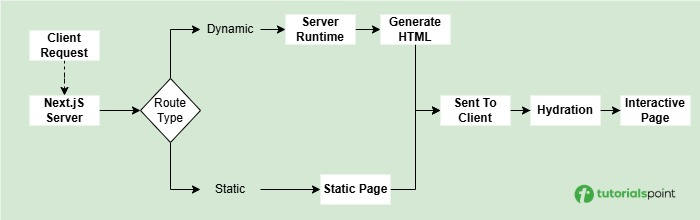 Client
Request
Next.jS
Server
Route
Type
Dynamic
Server
Runtime
Generate
HTML
Static
Static Page
Sent To
Client
Hydration
Interactive
Page
tutorialspoint